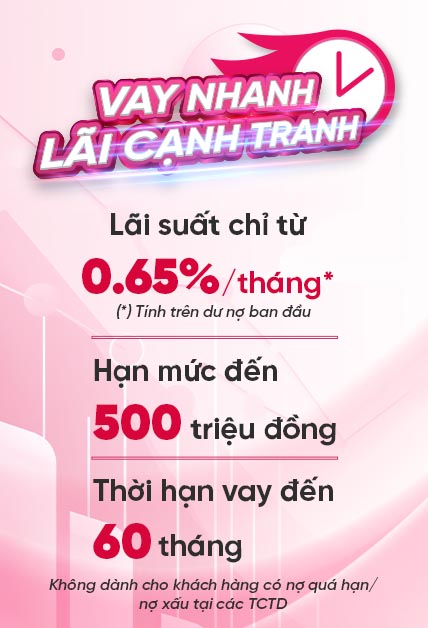 VAY NHANH
LÃI CẠNH TRANH
Lãi suất chỉ từ
0.65%/tháng*
(*) Tính trên dư nợ ban đầu
Hạn mức đến
500 triệu đồng
Thời hạn vay đến
60 tháng
Không dành cho khách hàng có nợ quá hạn/
nợ xấu tại các TCTD